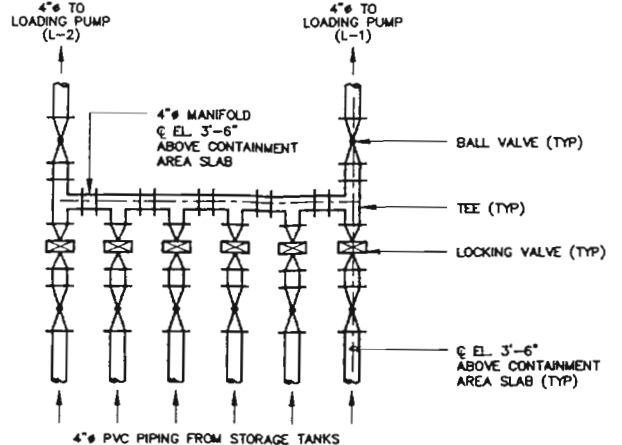 4"ø TO
LOADING PUMP
(L-2)
4"ø TO
LOADING PUMP
(L-1)
4"ø MANIFOLD
℄ EL. 3'-6"
ABOVE CONTAINMENT
AREA SLAB
BALL VALVE (TYP)
TEE (TYP)
LOCKING VALVE (TYP)
℄ EL. 3'-6"
ABOVE CONTAINMENT
AREA SLAB (TYP)
4"ø PVC PIPING FROM STORAGE TANKS